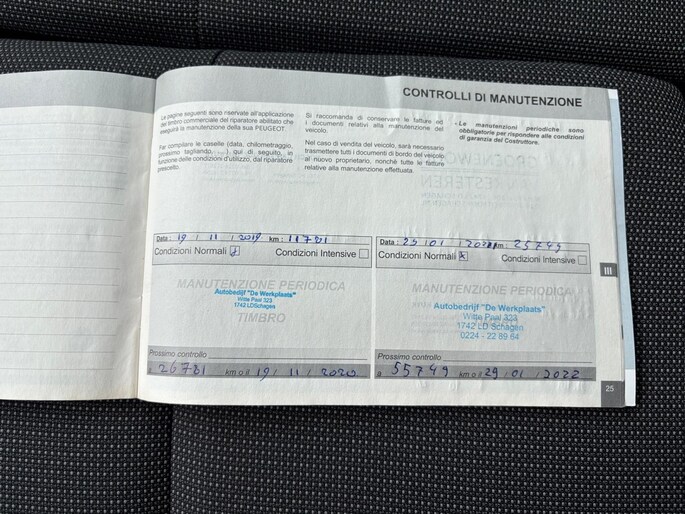 CONTROLLI DI MANUTENZIONE
Le pagine seguenti sono riservate all'applicazione
del timbro commerciale del riparatore abilitato che
eseguirà la manutenzione della sua PEUGEOT.
Per compilare le caselle (data, chilometraggio,
prossimo tagliando, ...), qui di seguito, in
funzione delle condizioni d'utilizzo, dal riparatore
prescelto.
Si raccomanda di conservare le fatture ed
i documenti relativi alla manutenzione del
veicolo.
Nel caso di vendita del veicolo, sarà necessario
trasmettere tutti i documenti di bordo del veicolo
al nuovo proprietario, nonché tutte le fatture
relative alla manutenzione effettuata.
Le manutenzioni periodiche sono
obbligatorie per rispondere alle condizioni
di garanzia del Costruttore.
Data : 19 / 11 / 2019 km : 11781
Condizioni Normali Condizioni Intensive
MANUTENZIONE PERIODICA
Autobedrijf "De Werkplaats"
Witte Paal 323
1742 LD Schagen
TIMBRO
Prossimo controllo
a 26781 km o il 19 / 11 / 2020
Data : 29 / 01 / 2021 km : 25749
Condizioni Normali Condizioni Intensive
MANUTENZIONE PERIODICA
Autobedrijf "De Werkplaats"
Witte Paal 323
1742 LD Schagen
0224 - 22 89 64
Prossimo controllo
a 55749 km o il 29 / 01 / 2022
III
25